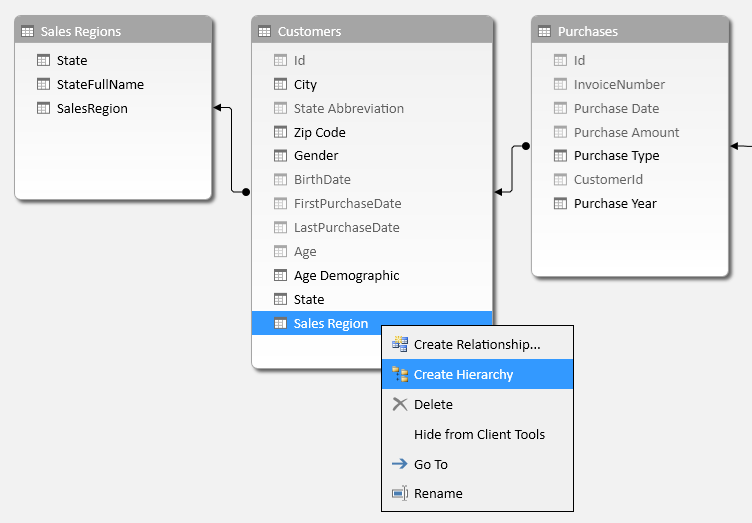 Sales Regions
State
StateFullName
SalesRegion
Customers
Id
City
State Abbreviation
Zip Code
Gender
BirthDate
FirstPurchaseDate
LastPurchaseDate
Age
Age Demographic
State
Sales Region
Purchases
Id
InvoiceNumber
Purchase Date
Purchase Amount
Purchase Type
CustomerId
Purchase Year
Create Relationship...
Create Hierarchy
Delete
Hide from Client Tools
Go To
Rename